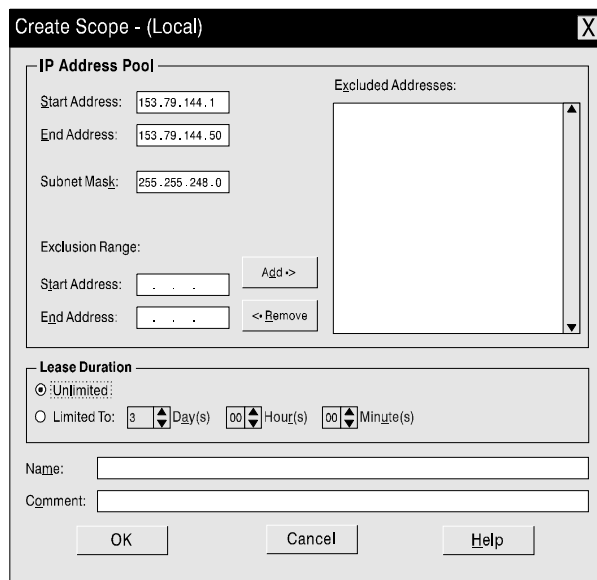 Create Scope - (Local) X
IP Address Pool
Excluded Addresses:
Start Address: 153.79.144.1
End Address: 153.79.144.50
Subnet Mask: 255.255.248.0
Exclusion Range:
Start Address: . . .
Add ->
End Address: . . .
<- Remove
Lease Duration
Unlimited
Limited To: 3 Day(s) 00 Hour(s) 00 Minute(s)
Name:
Comment:
OK Cancel Help